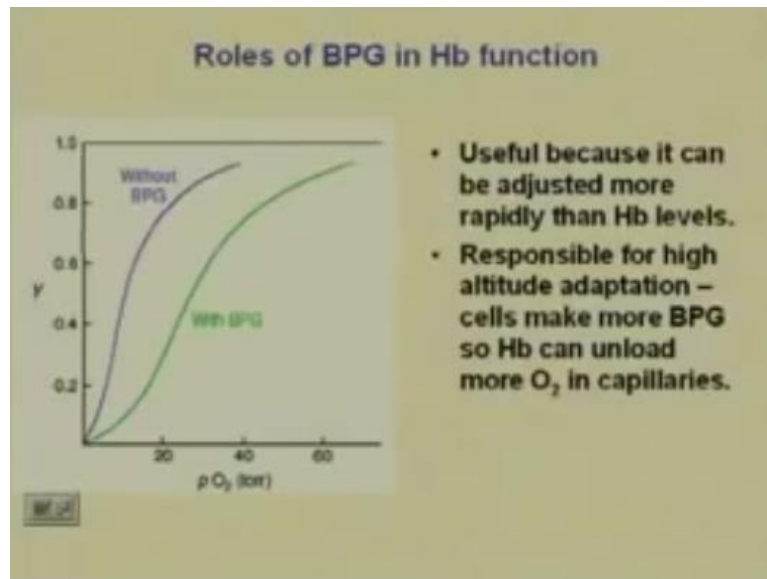 Roles of BPG in Hb function
1.0
0.8
0.6
0.4
0.2
Y
Without
BPG
With BPG
20
40
60
pO₂ (torr)
• Useful because it can
be adjusted more
rapidly than Hb levels.
• Responsible for high
altitude adaptation –
cells make more BPG
so Hb can unload
more O₂ in capillaries.